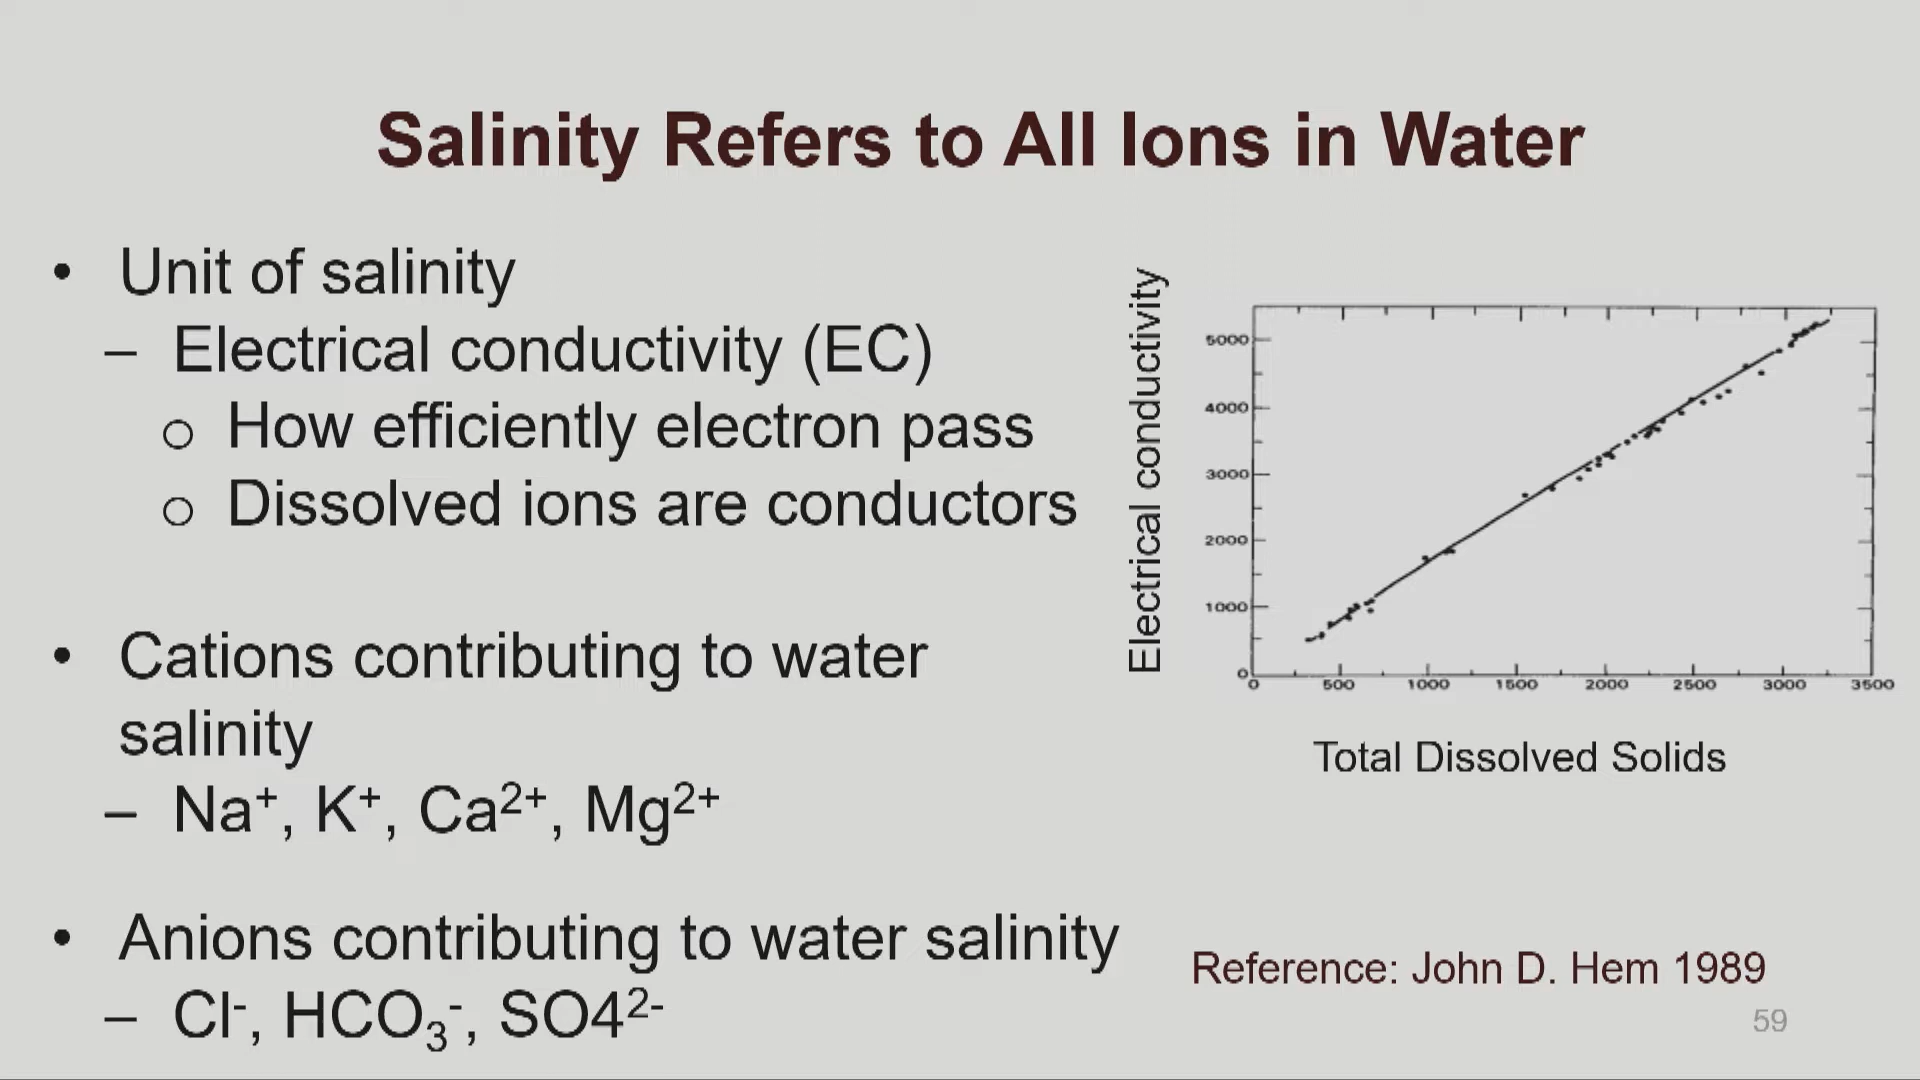 Salinity Refers to All Ions in Water
• Unit of salinity
– Electrical conductivity (EC)
o How efficiently electron pass
o Dissolved ions are conductors
• Cations contributing to water
salinity
– Na⁺, K⁺, Ca²⁺, Mg²⁺
• Anions contributing to water salinity
– Cl⁻, HCO₃⁻, SO4²⁻
Electrical conductivity
5000
4000
3000
2000
1000
0
0 500 1000 1500 2000 2500 3000 3500
Total Dissolved Solids
Reference: John D. Hem 1989
59